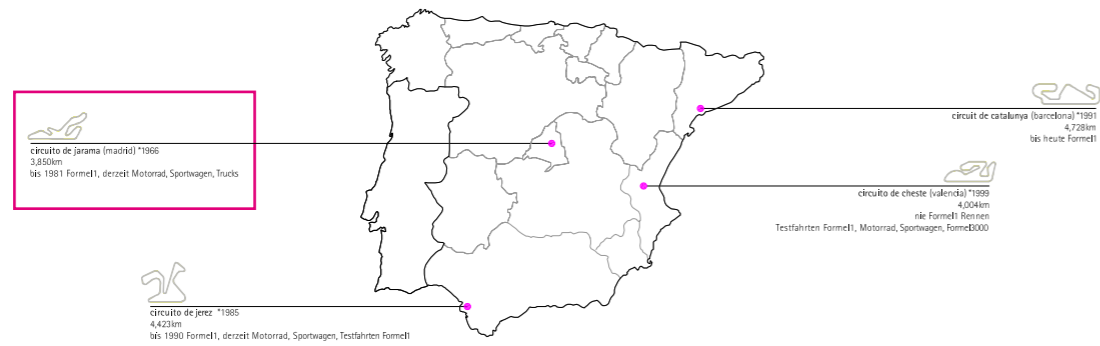 circuito de jarama (madrid) *1966
3,850km
bis 1981 Formel1, derzeit Motorrad, Sportwagen, Trucks
circuit de catalunya (barcelona) *1991
4,728km
bis heute Formel1
circuito de cheste (valencia) *1999
4,004km
nie Formel1 Rennen
Testfahrten Formel1, Motorrad, Sportwagen, Formel3000
circuito de jerez *1985
4,423km
bis 1990 Formel1, derzeit Motorrad, Sportwagen, Testfahrten Formel1